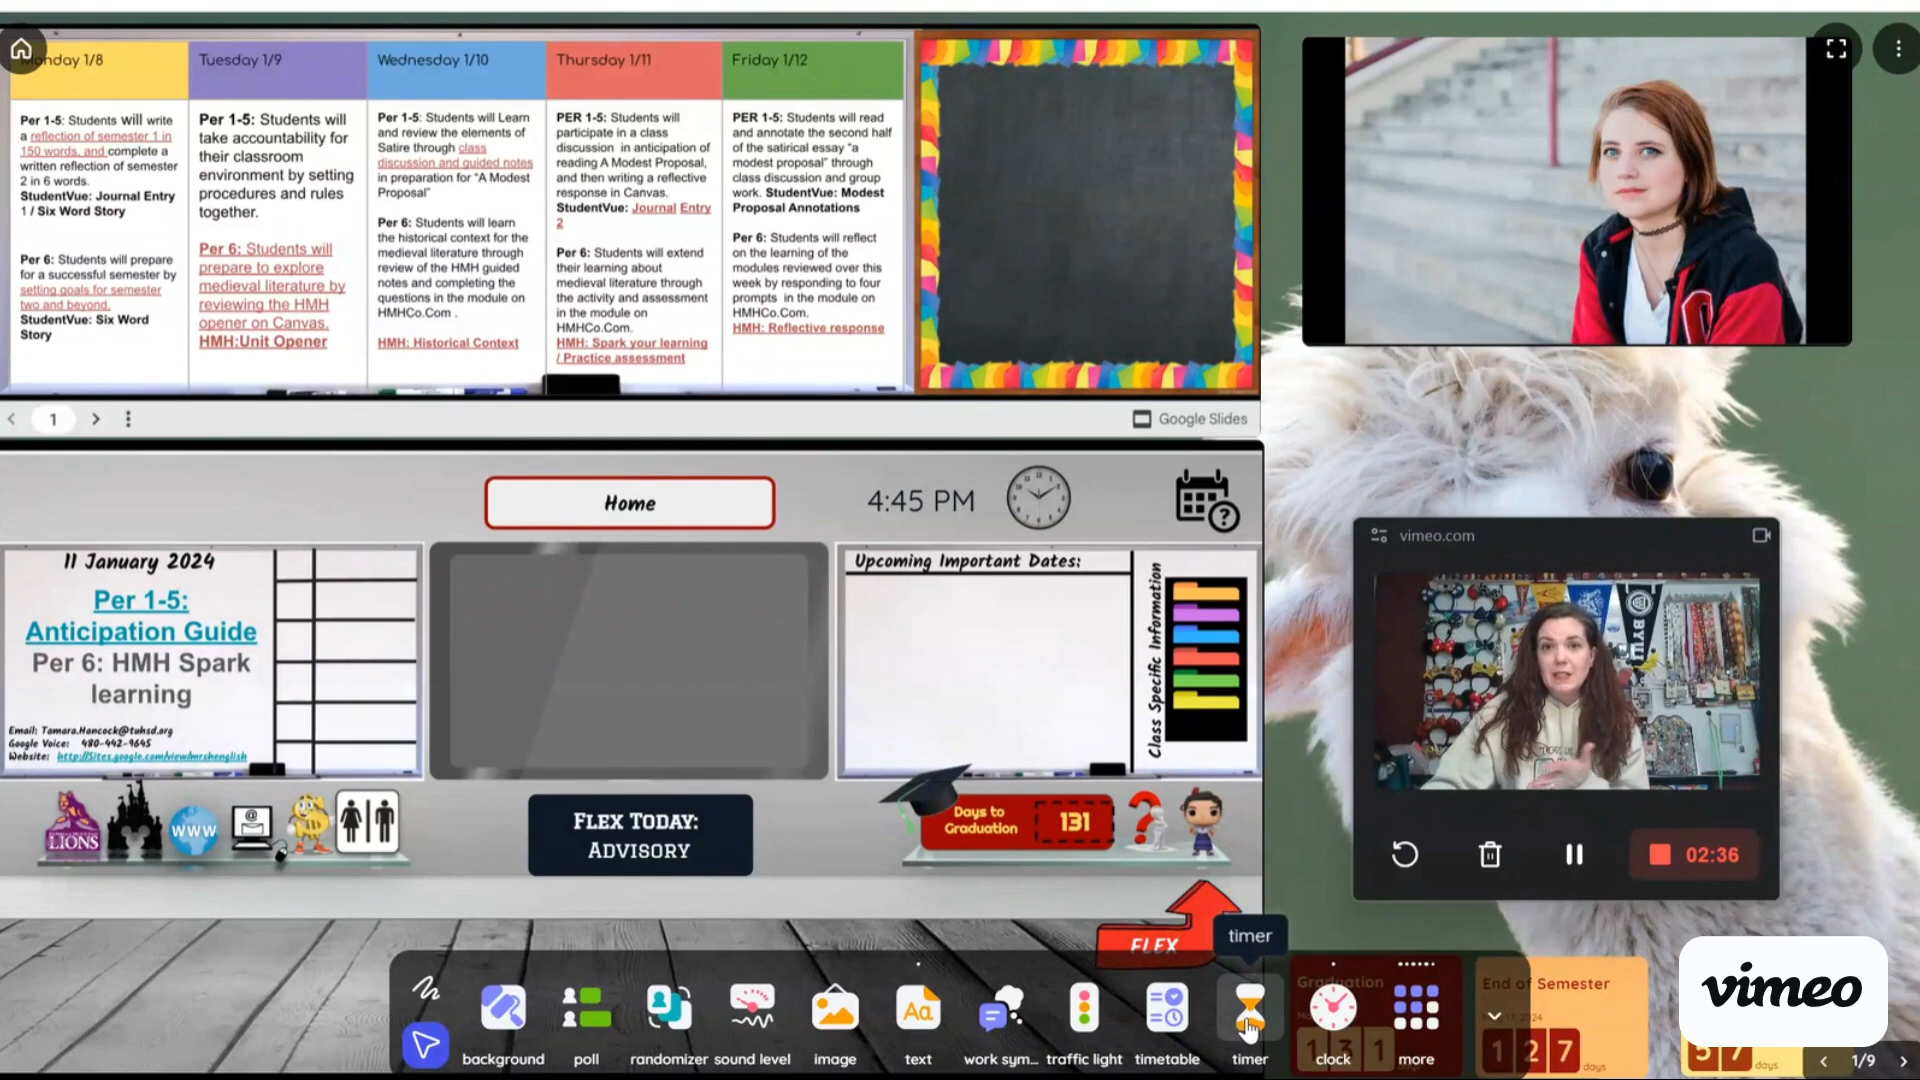 Monday 1/8
Tuesday 1/9
Wednesday 1/10
Thursday 1/11
Friday 1/12
Per 1-5: Students will write
a reflection of semester 1 in
150 words, and complete a
written reflection of semester
2 in 6 words.
StudentVue: Journal Entry
1 / Six Word Story
Per 6: Students will prepare
for a successful semester by
setting goals for semester
two and beyond.
StudentVue: Six Word
Story
Per 1-5: Students will
take accountability for
their classroom
environment by setting
procedures and rules
together.
Per 6: Students will
prepare to explore
medieval literature by
reviewing the HMH
opener on Canvas.
HMH:Unit Opener
Per 1-5: Students will Learn
and review the elements of
Satire through class
discussion and guided notes
in preparation for “A Modest
Proposal”
Per 6: Students will learn
the historical context for the
medieval literature through
review of the HMH guided
notes and completing the
questions in the module on
HMHCo.Com .
HMH: Historical Context
PER 1-5: Students will
participate in a class
discussion in anticipation of
reading A Modest Proposal,
and then writing a reflective
response in Canvas.
StudentVue: Journal Entry
2
Per 6: Students will extend
their learning about
medieval literature through
the activity and assessment
in the module on
HMHCo.Com.
HMH: Spark your learning
/ Practice assessment
PER 1-5: Students will read
and annotate the second half
of the satirical essay “a
modest proposal” through
class discussion and group
work. StudentVue: Modest
Proposal Annotations
Per 6: Students will reflect
on the learning of the
modules reviewed over this
week by responding to four
prompts in the module on
HMHCo.Com.
HMH: Reflective response
1
Google Slides
Home
4:45 PM
11 January 2024
Per 1-5:
Anticipation Guide
Per 6: HMH Spark
learning
Email: Tamara.Hancock@tuhsd.org
Google Voice: 480-442-9645
Website: http://Sites.google.com/view/mrshenglish
Upcoming Important Dates:
Class Specific Information
LIONS
WWW
@
FLEX TODAY:
ADVISORY
Days to
Graduation
131
?
FLEX
timer
vimeo.com
02:36
Graduation
131
End of Semester
127
days
57
days
background
poll
randomizer
sound level
image
Aa
text
work sym...
traffic light
timetable
timer
clock
more
vimeo
1/9